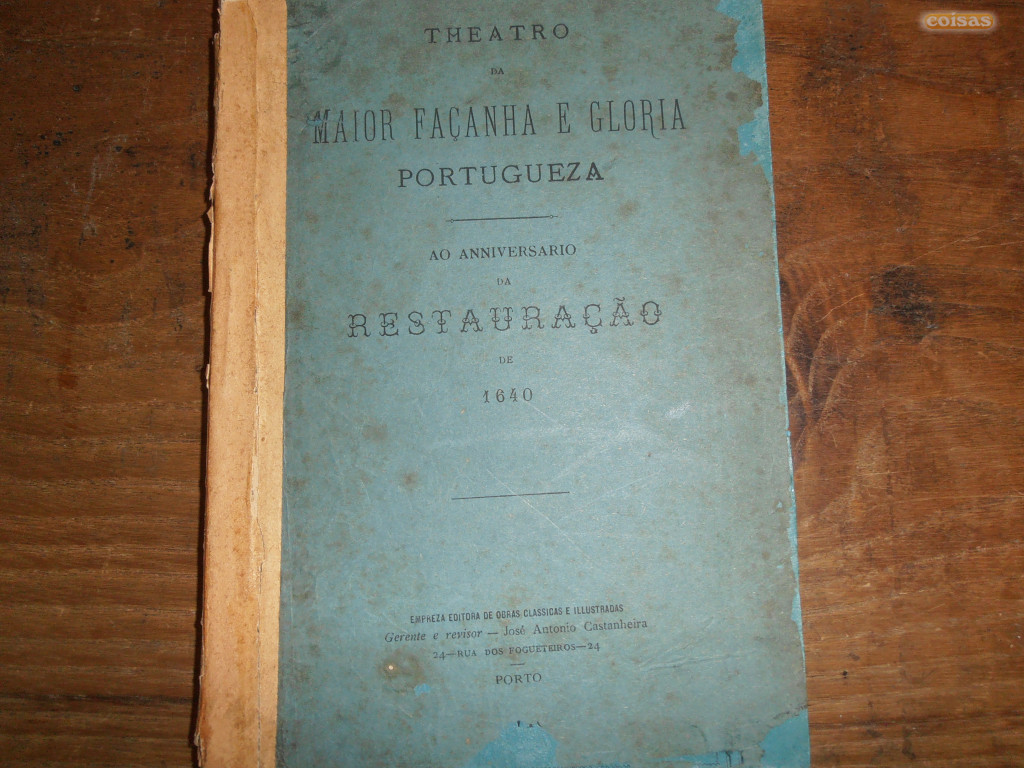 coisas
THEATRO
DA
MAIOR FAÇANHA E GLORIA
PORTUGUEZA
AO ANNIVERSARIO
DA
RESTAURAÇÃO
DE
1640
EMPREZA EDITORA DE OBRAS CLASSICAS E ILLUSTRADAS
Gerente e revisor — José Antonio Castanheira
24—RUA DOS FOGUETEIROS—24
PORTO